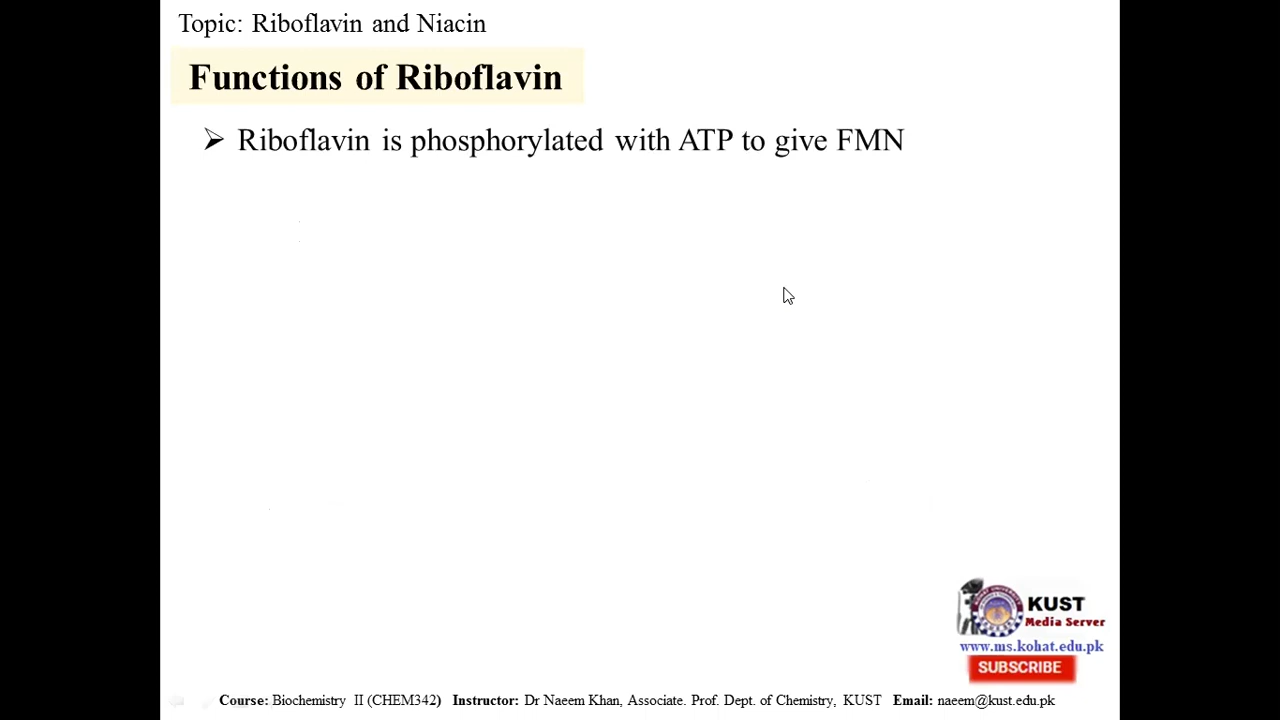 Topic: Riboflavin and Niacin
Functions of Riboflavin
➢ Riboflavin is phosphorylated with ATP to give FMN
KUST
Media Server
www.ms.kohat.edu.pk
SUBSCRIBE
Course: Biochemistry II (CHEM342) Instructor: Dr Naeem Khan, Associate. Prof. Dept. of Chemistry, KUST Email: naeem@kust.edu.pk